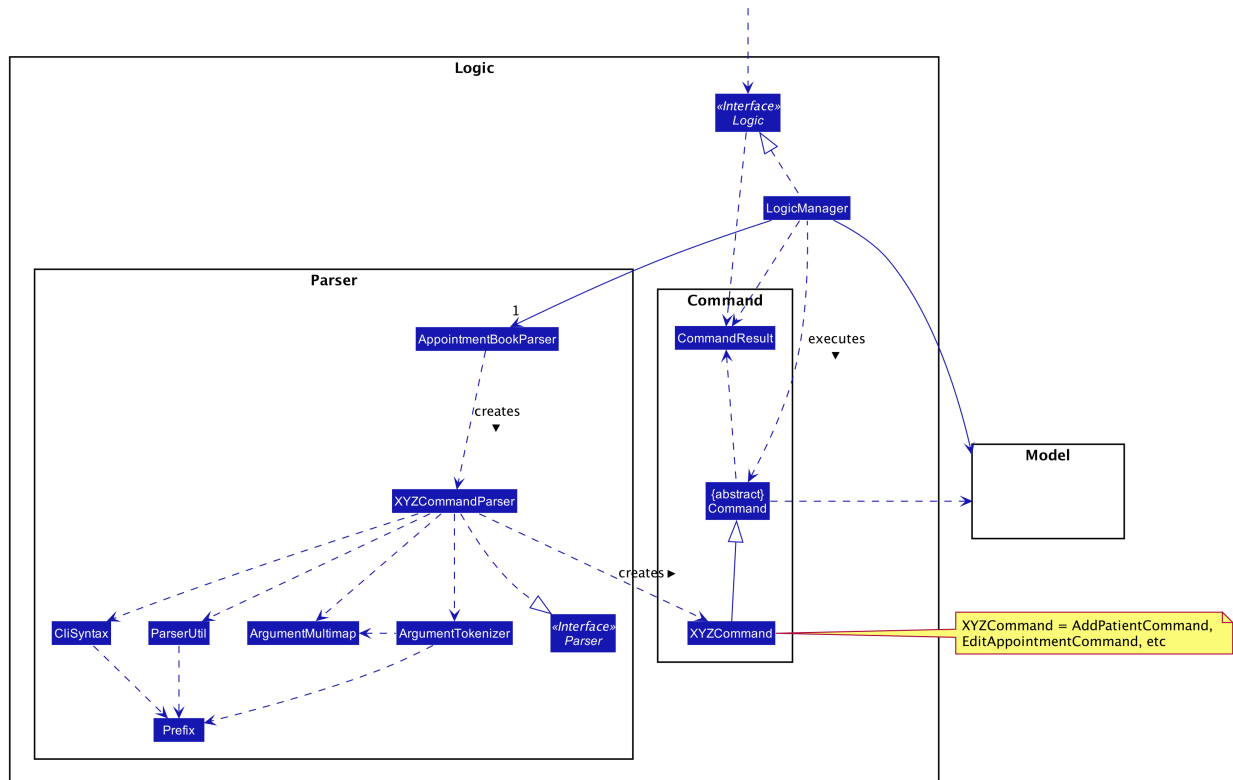 Logic
«Interface»
Logic
LogicManager
Parser
Command
1
AppointmentBookParser
CommandResult
executes
creates
Model
XYZCommandParser
{abstract}
Command
creates
CliSyntax
ParserUtil
ArgumentMultimap
ArgumentTokenizer
«Interface»
Parser
XYZCommand
XYZCommand = AddPatientCommand,
EditAppointmentCommand, etc
Prefix